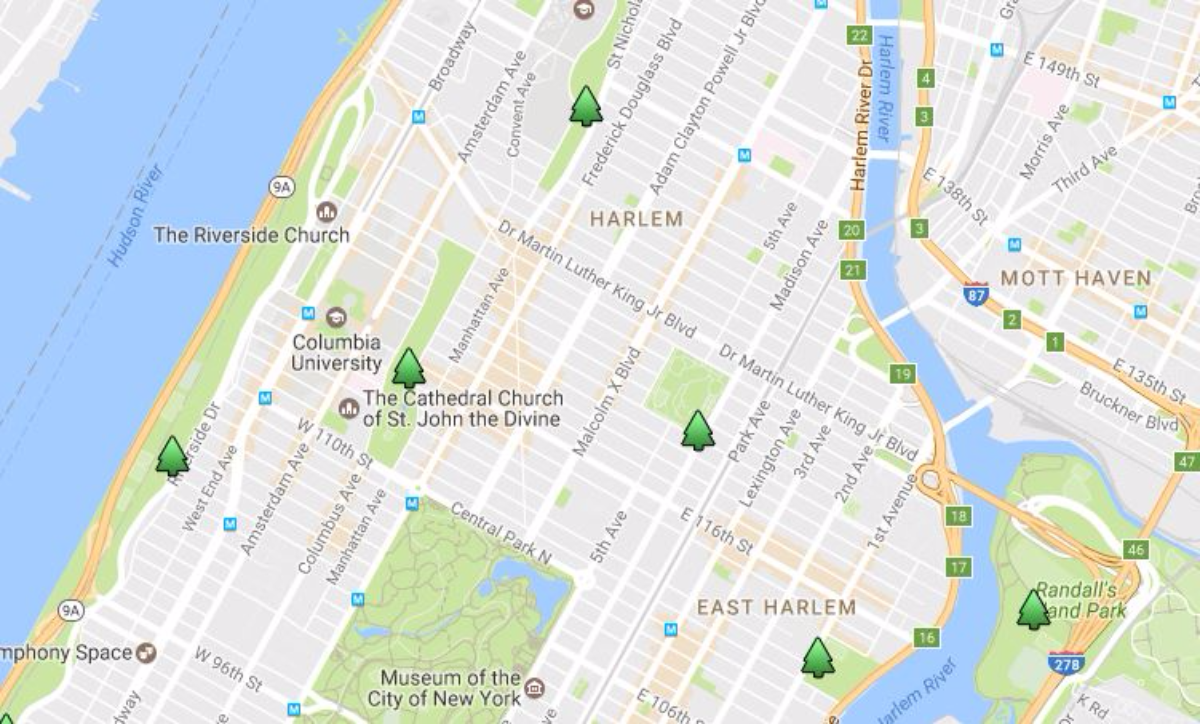 22
4
3
E 149th St
M
M
M
M
M
Broadway
Amsterdam Ave
Convent Ave
Frederick Douglass Blvd
Adam Clayton Powell Jr Blvd
Harlem River Dr
Harlem River
Morris Ave
Third Ave
E 138th St
Hudson River
9A
The Riverside Church
HARLEM
5th Ave
Madison Ave
20
21
3
M
MOTT HAVEN
87
2
1
M
Dr Martin Luther King Jr Blvd
Manhattan Ave
M
Columbia
University
Dr Martin Luther King Jr Blvd
19
E 135th St
Bruckner Blvd
The Cathedral Church
of St. John the Divine
M
Malcolm X Blvd
W 110th St
Park Ave
Lexington Ave
3rd Ave
2nd Ave
1st Avenue
47
West End Ave
Amsterdam Ave
Columbus Ave
Manhattan Ave
M
M
Central Park N
5th Ave
E 116th St
18
17
46
9A
M
M
EAST HARLEM
16
Randall's
and Park
278
mphony Space
W 96th St
Museum of the
City of New York
E 106th St
Harlem River
K Rd
M